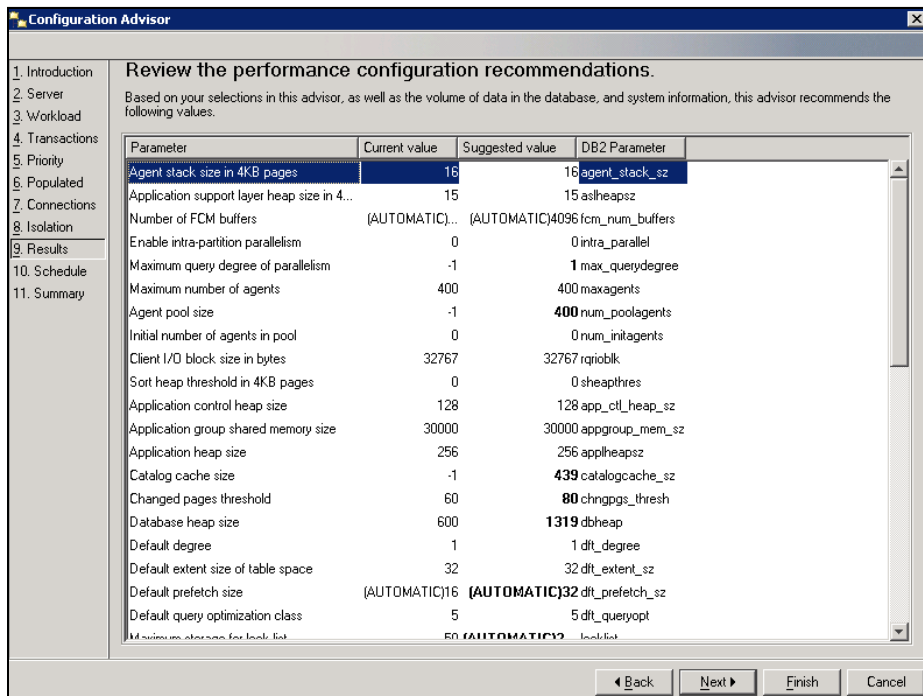 Configuration Advisor
1. Introduction
2. Server
3. Workload
4. Transactions
5. Priority
6. Populated
7. Connections
8. Isolation
9. Results
10. Schedule
11. Summary
Review the performance configuration recommendations.
Based on your selections in this advisor, as well as the volume of data in the database, and system information, this advisor recommends the
following values.
Parameter Current value Suggested value DB2 Parameter
Agent stack size in 4KB pages 16 16 agent_stack_sz
Application support layer heap size in 4... 15 15 aslheapsz
Number of FCM buffers (AUTOMATIC)... (AUTOMATIC)4096 fcm_num_buffers
Enable intra-partition parallelism 0 0 intra_parallel
Maximum query degree of parallelism -1 1 max_querydegree
Maximum number of agents 400 400 maxagents
Agent pool size -1 400 num_poolagents
Initial number of agents in pool 0 0 num_initagents
Client I/O block size in bytes 32767 32767 rqrioblk
Sort heap threshold in 4KB pages 0 0 sheapthres
Application control heap size 128 128 app_ctl_heap_sz
Application group shared memory size 30000 30000 appgroup_mem_sz
Application heap size 256 256 applheapsz
Catalog cache size -1 439 catalogcache_sz
Changed pages threshold 60 80 chngpgs_thresh
Database heap size 600 1319 dbheap
Default degree 1 1 dft_degree
Default extent size of table space 32 32 dft_extent_sz
Default prefetch size (AUTOMATIC)16 (AUTOMATIC)32 dft_prefetch_sz
Default query optimization class 5 5 dft_queryopt
Maximum storage for lock list 50 (AUTOMATIC)2... locklist
Back Next Finish Cancel